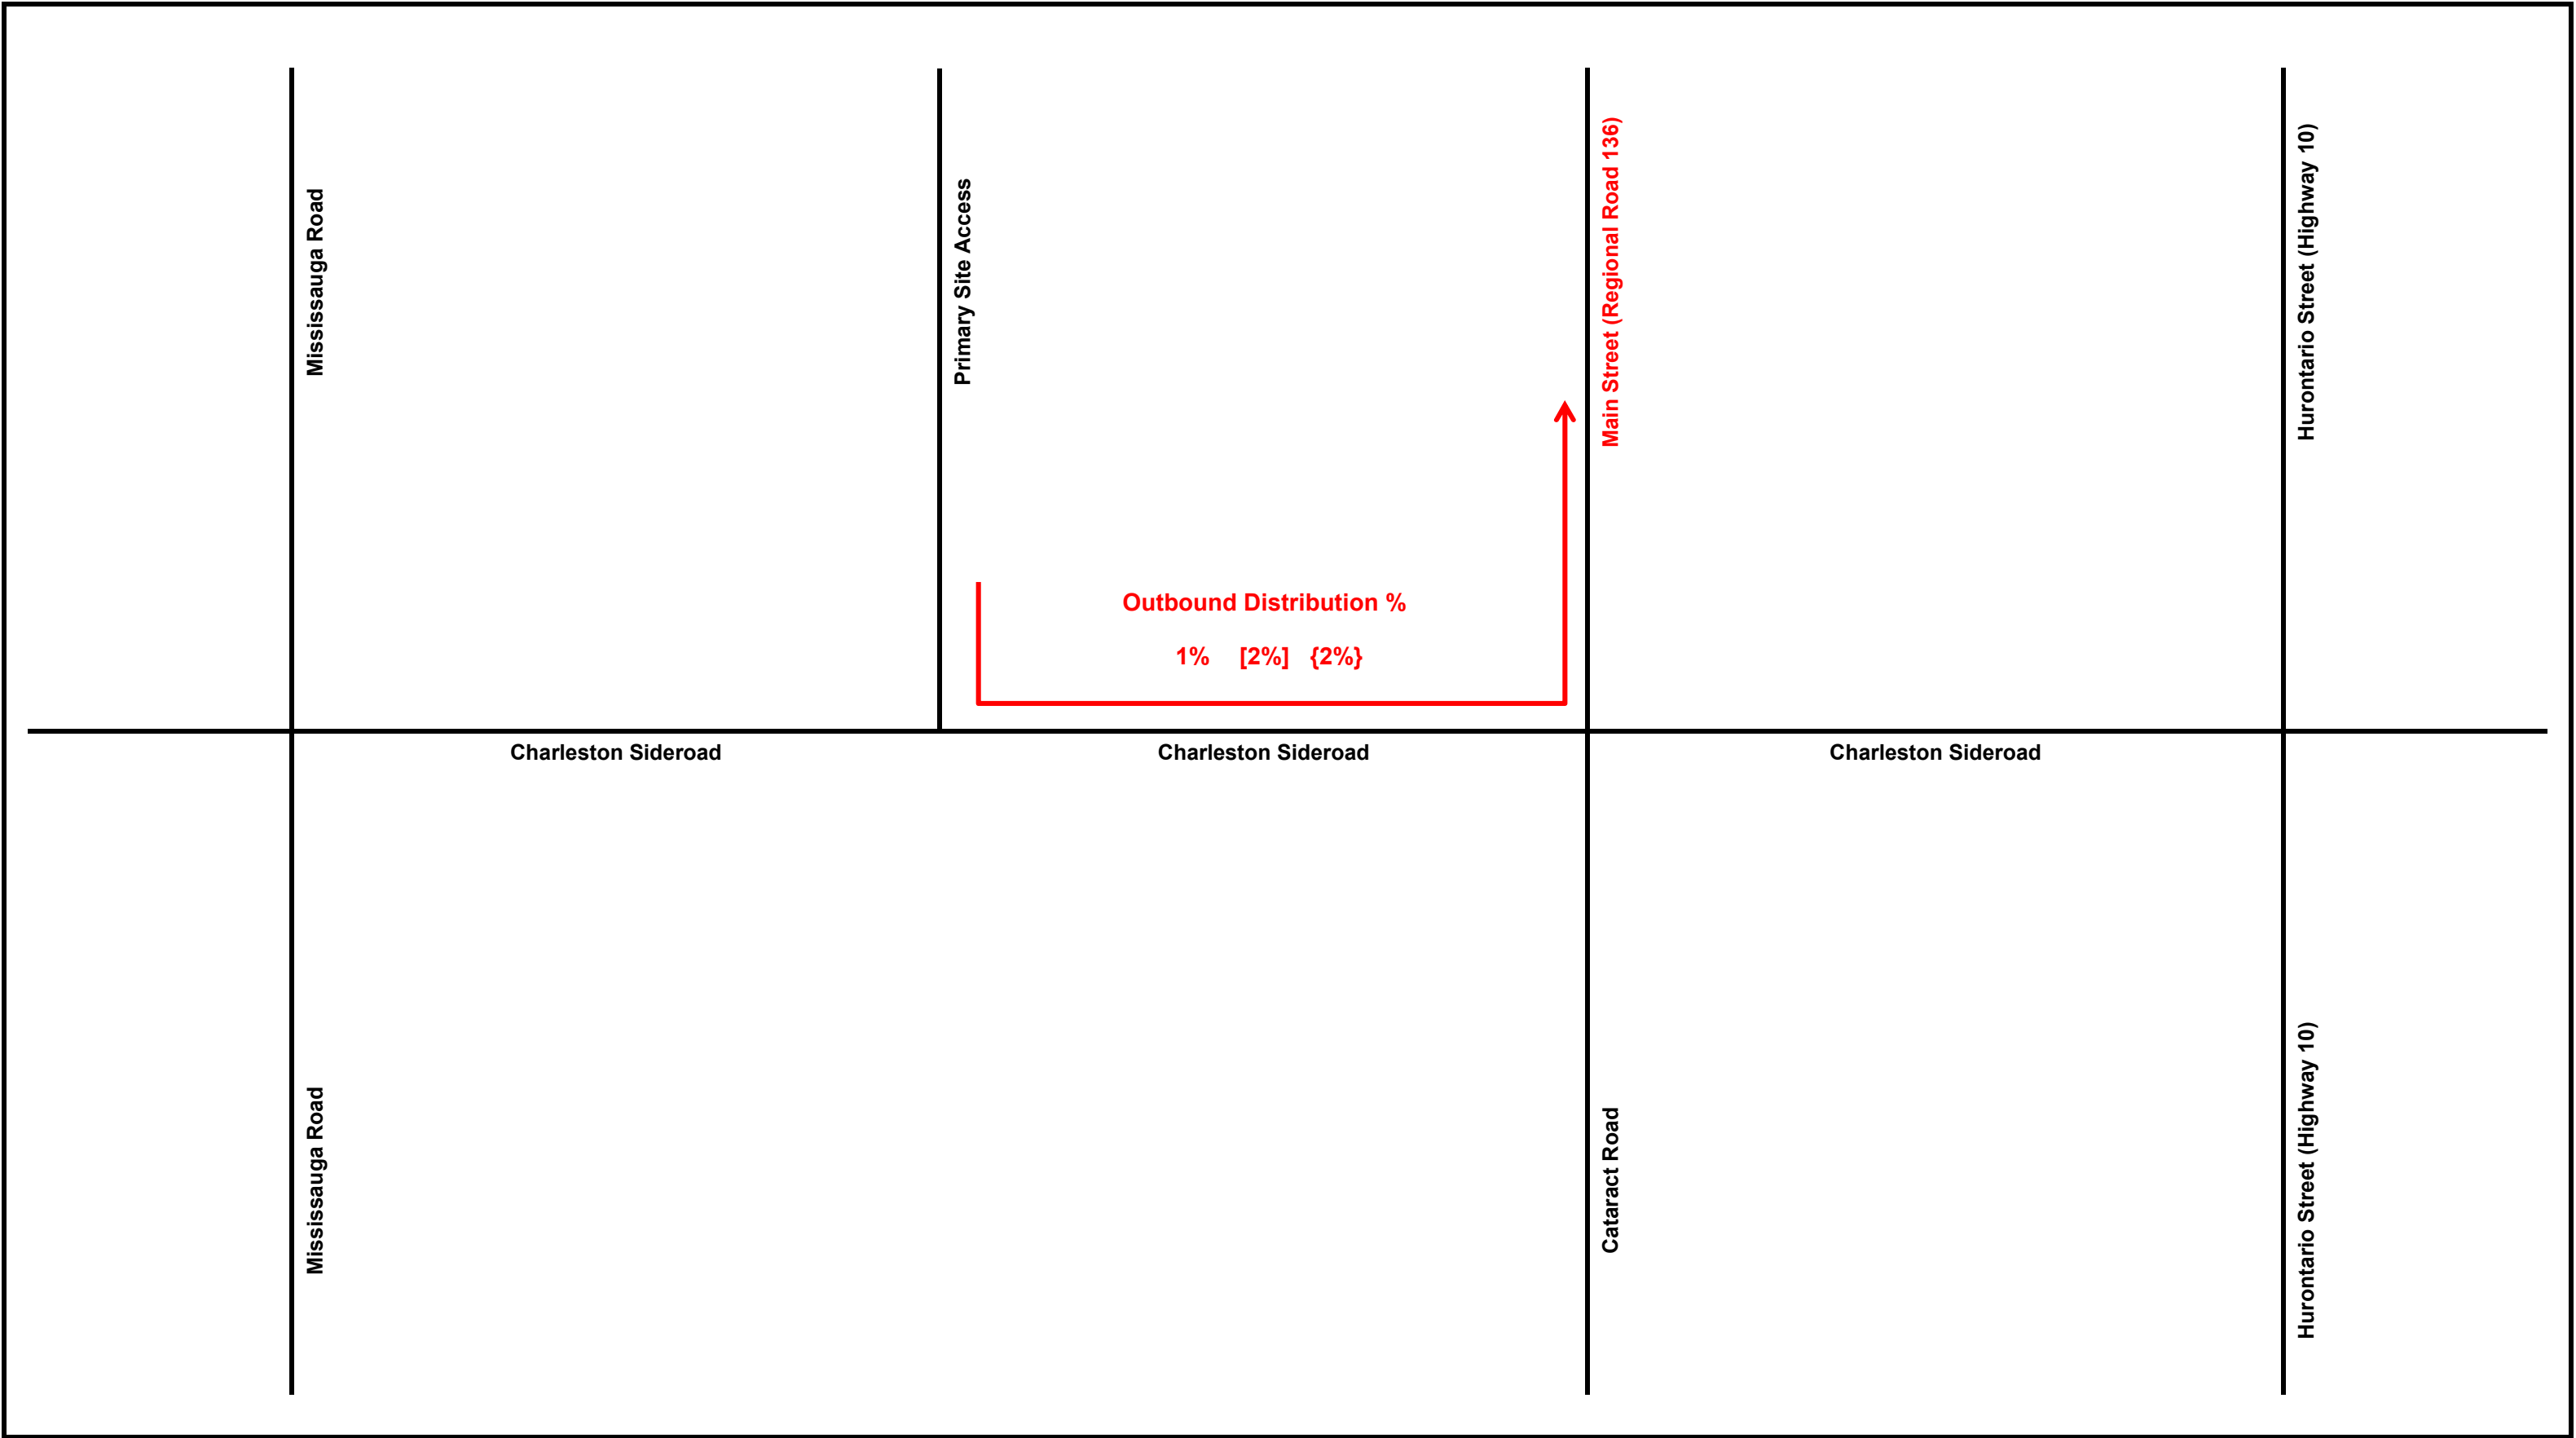 Mississauga Road
Primary Site Access
Main Street (Regional Road 136)
Hurontario Street (Highway 10)
Outbound Distribution %
1% [2%] {2%}
Charleston Sideroad
Charleston Sideroad
Charleston Sideroad
Mississauga Road
Cataract Road
Hurontario Street (Highway 10)